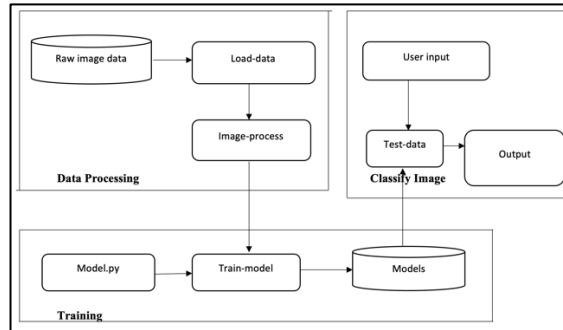 Raw image data
Load-data
Image-process
Data Processing
User input
Test-data
Output
Classify Image
Model.py
Train-model
Models
Training